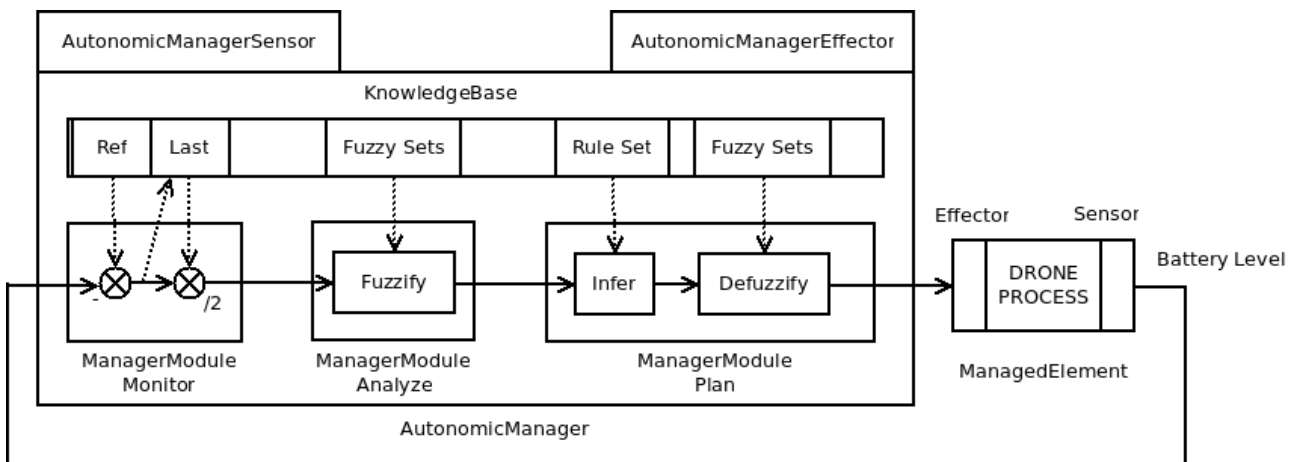 AutonomicManagerSensor
AutonomicManagerEffector
KnowledgeBase
Ref
Last
Fuzzy Sets
Rule Set
Fuzzy Sets
Effector
Sensor
Battery Level
-
/2
Fuzzify
Infer
Defuzzify
DRONE
PROCESS
ManagerModule
Monitor
ManagerModule
Analyze
ManagerModule
Plan
ManagedElement
AutonomicManager